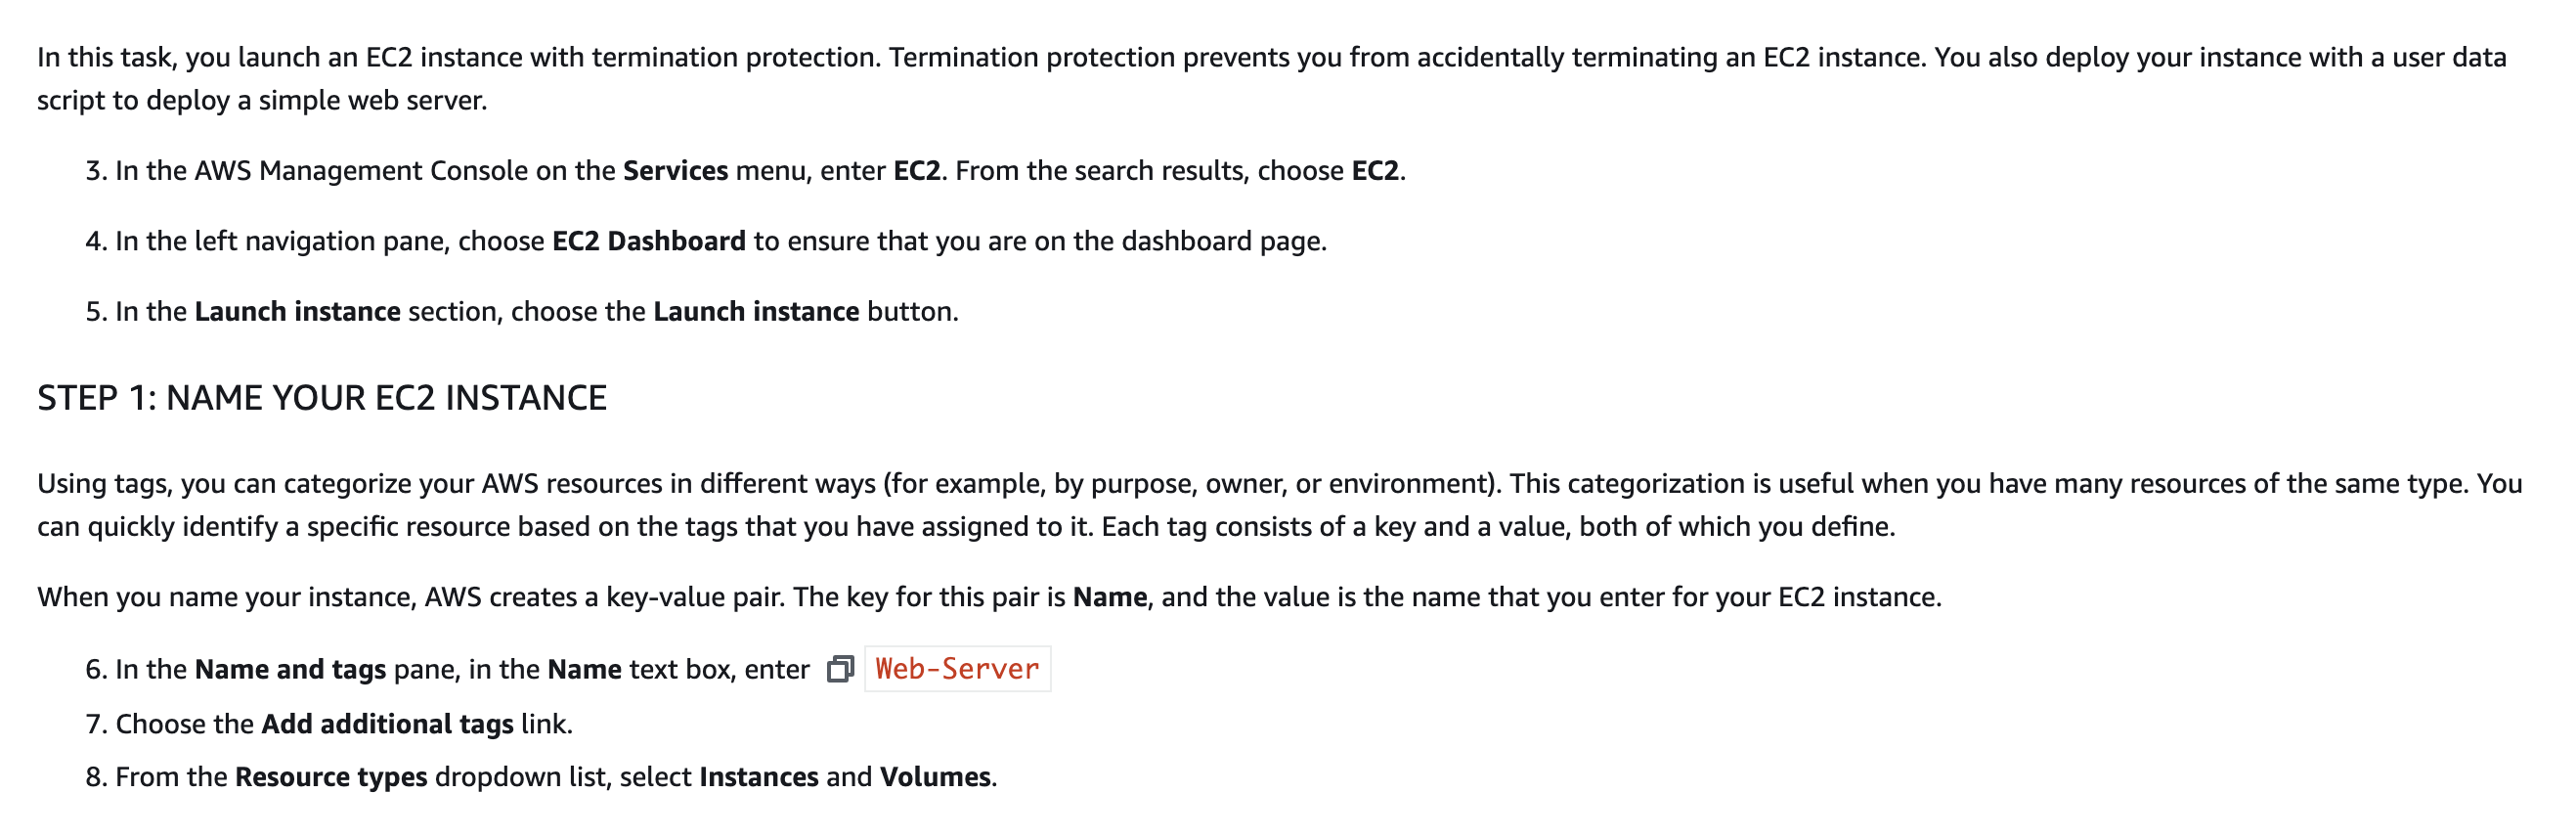 In this task, you launch an EC2 instance with termination protection. Termination protection prevents you from accidentally terminating an EC2 instance. You also deploy your instance with a user data
script to deploy a simple web server.
3. In the AWS Management Console on the Services menu, enter EC2. From the search results, choose EC2.
4. In the left navigation pane, choose EC2 Dashboard to ensure that you are on the dashboard page.
5. In the Launch instance section, choose the Launch instance button.
STEP 1: NAME YOUR EC2 INSTANCE
Using tags, you can categorize your AWS resources in different ways (for example, by purpose, owner, or environment). This categorization is useful when you have many resources of the same type. You
can quickly identify a specific resource based on the tags that you have assigned to it. Each tag consists of a key and a value, both of which you define.
When you name your instance, AWS creates a key-value pair. The key for this pair is Name, and the value is the name that you enter for your EC2 instance.
6. In the Name and tags pane, in the Name text box, enter Web-Server
7. Choose the Add additional tags link.
8. From the Resource types dropdown list, select Instances and Volumes.